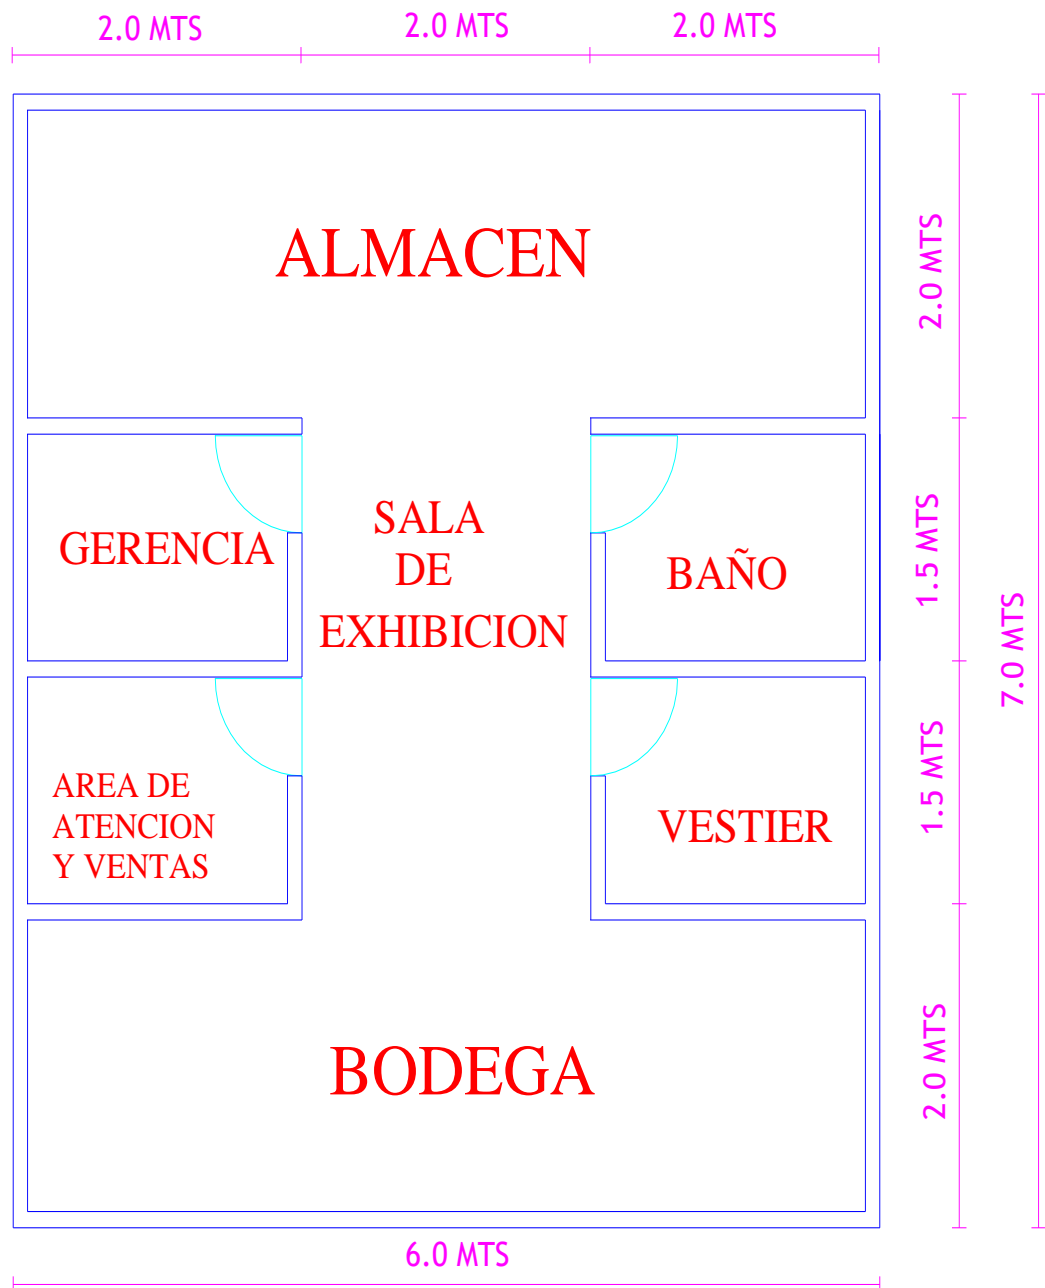 2.0 MTS
2.0 MTS
2.0 MTS
ALMACEN
2.0 MTS
GERENCIA
SALA
DE
EXHIBICION
BAÑO
1.5 MTS
7.0 MTS
AREA DE
ATENCION
Y VENTAS
VESTIER
1.5 MTS
BODEGA
2.0 MTS
6.0 MTS